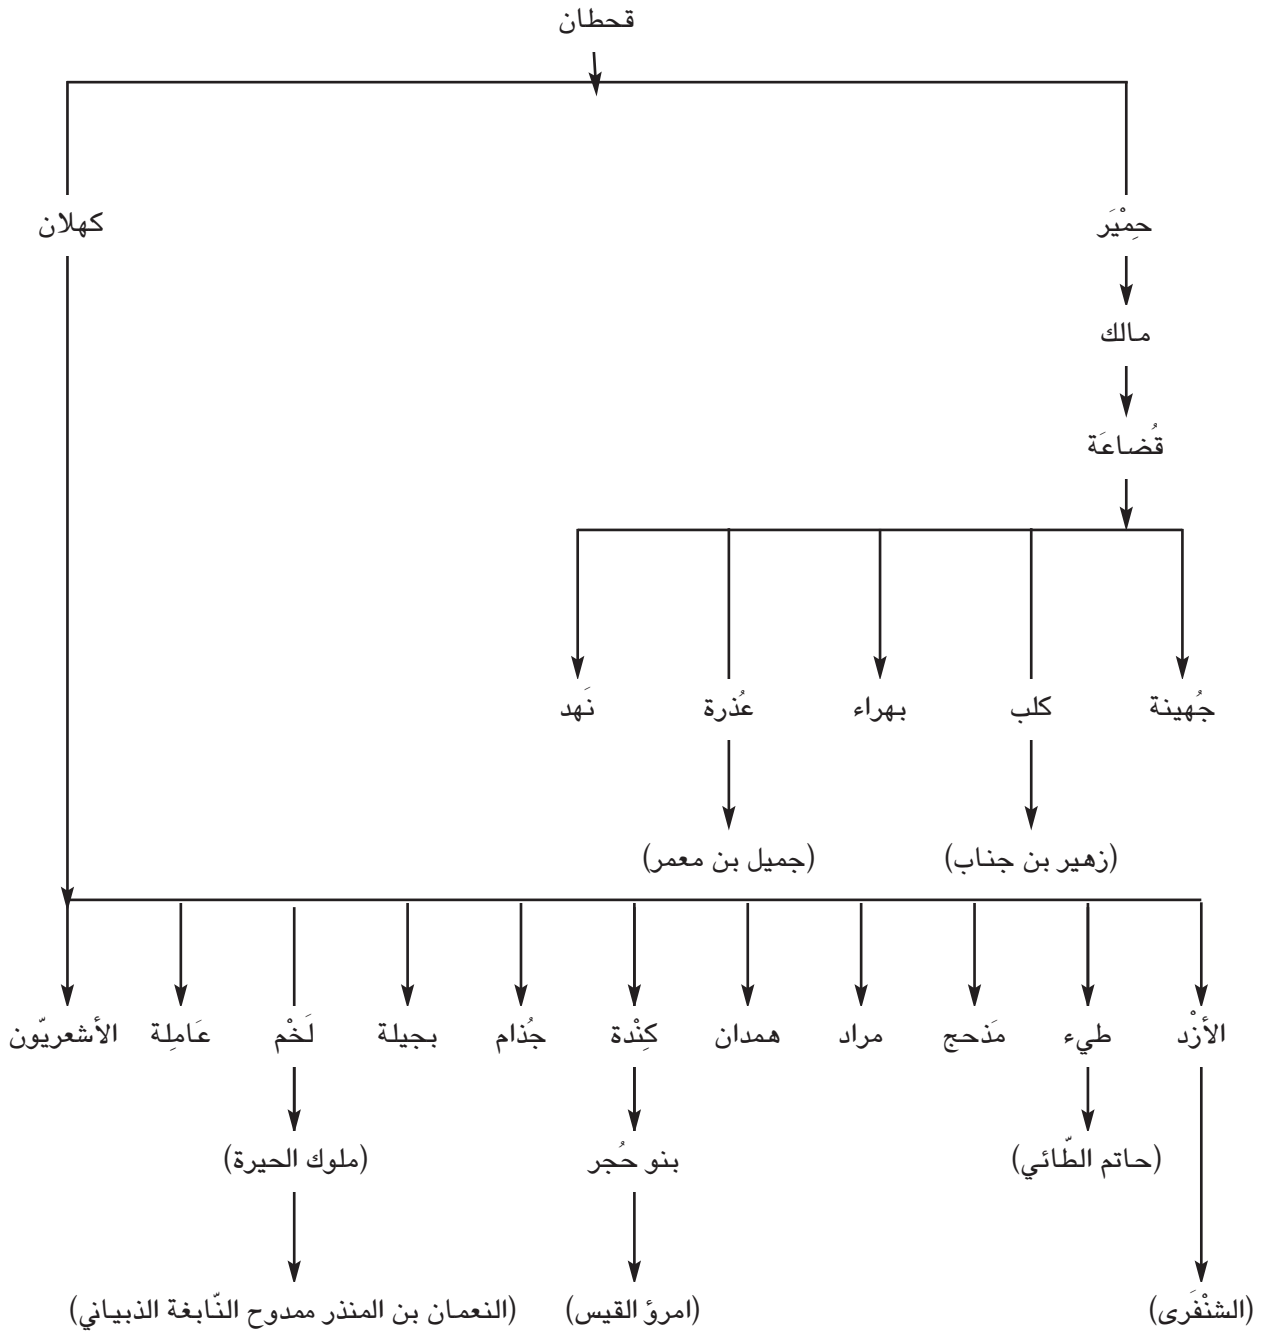 قحطان
حِمْيَر
كهلان
مالك
قُضاعَة
جُهينة
كلب
بهراء
عُذرة
نَهد
(زهير بن جناب)
(جميل بن معمر)
الأزْد
طيء
مَذحج
مراد
همدان
كِنْدة
جُذام
بجيلة
لَخْم
عَامِلة
الأشعريّون
(حاتم الطّائي)
بنو حُجر
(ملوك الحيرة)
(الشنْفَرى)
(امرؤ القيس)
(النعمان بن المنذر ممدوح النّابغة الذبياني)